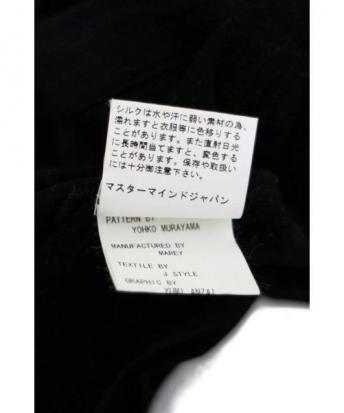 シルクは水や汗に弱い素材の為、
濡れますと衣服等に色移りする
ことがあります。また直射日光
に長時間当てますと、変色する
ことがあります。保存や取扱い
には十分御注意下さい。
マスターマインドジャパン
PATTERN BY
YOHKO MURAYAMA
MANUFACTURED BY
MAREY
TEXTILE BY
J STYLE
GRAPHIC BY
YUMI ANZAI